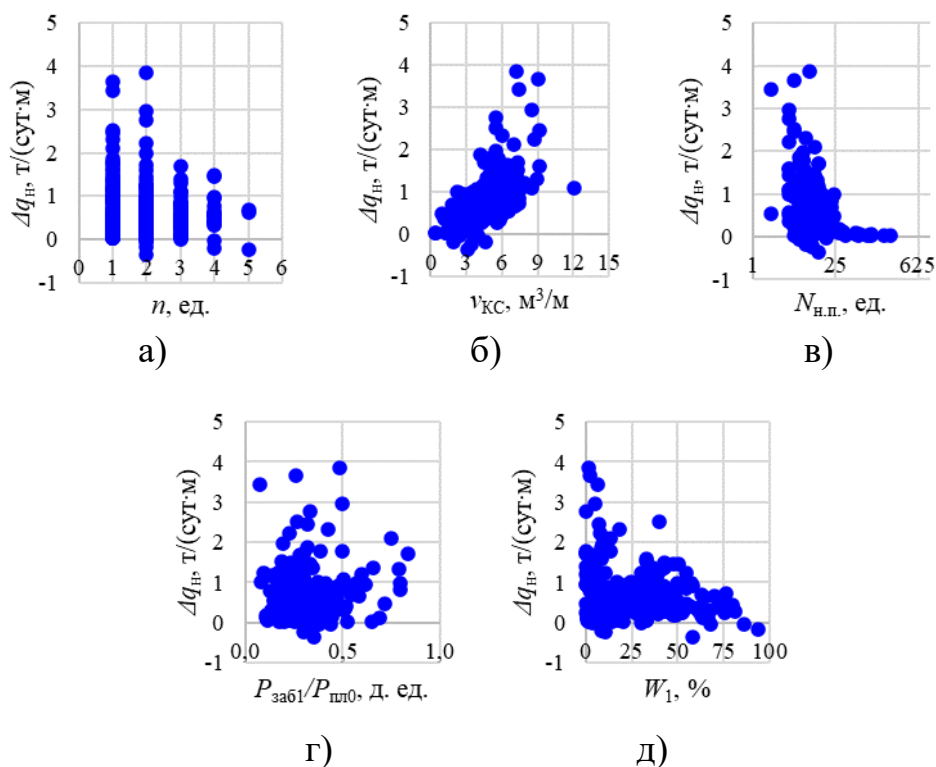 5
4
3
2
1
0
-1
Δqн, т/(сут·м)
0 1 2 3 4 5 6
n, ед.
а)
5
4
3
2
1
0
-1
Δqн, т/(сут·м)
0 3 6 9 12 15
vКС, м³/м
б)
5
4
3
2
1
0
-1
Δqн, т/(сут·м)
1 25 625
Nн.п., ед.
в)
5
4
3
2
1
0
-1
Δqн, т/(сут·м)
0,0 0,5 1,0
Pзаб1/Pпл0, д. ед.
г)
5
4
3
2
1
0
-1
Δqн, т/(сут·м)
0 25 50 75 100
W1, %
д)